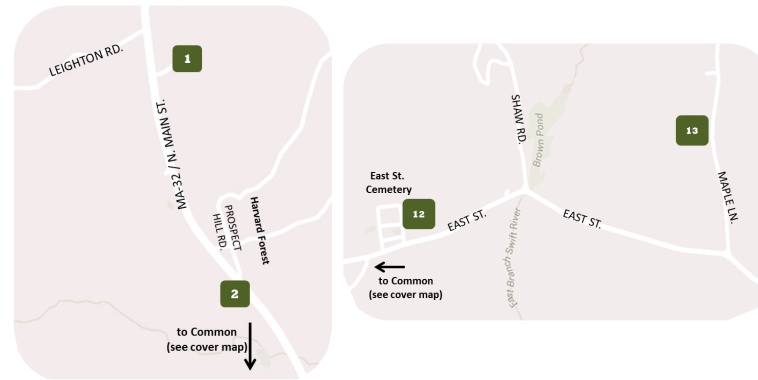 LEIGHTON RD.
1
MA-32 / N. MAIN ST.
PROSPECT
HILL RD.
Harvard Forest
2
to Common
(see cover map)
SHAW RD.
Brown Pond
13
MAPLE LN.
East St.
Cemetery
12
EAST ST.
EAST ST.
East Branch Swift River
to Common
(see cover map)